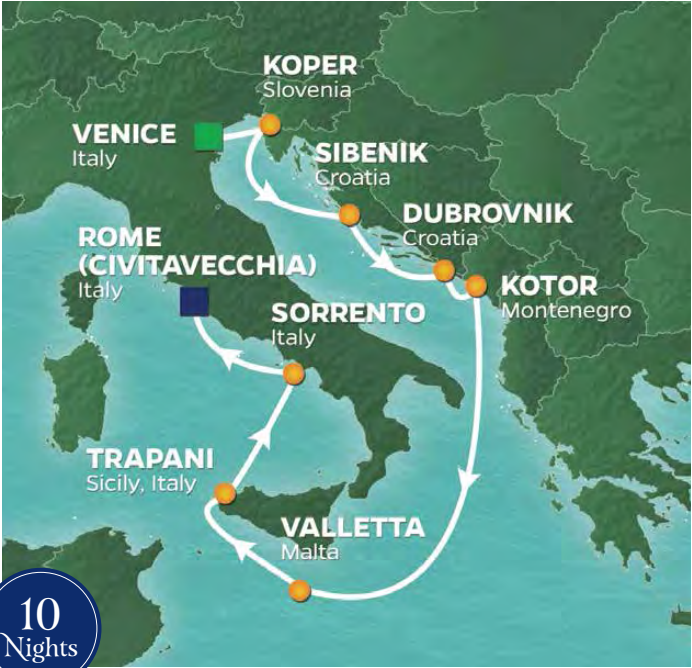 KOPER
Slovenia
VENICE
Italy
SIBENIK
Croatia
DUBROVNIK
Croatia
ROME
(CIVITAVECCHIA)
Italy
KOTOR
Montenegro
SORRENTO
Italy
TRAPANI
Sicily, Italy
VALLETTA
Malta
10
Nights